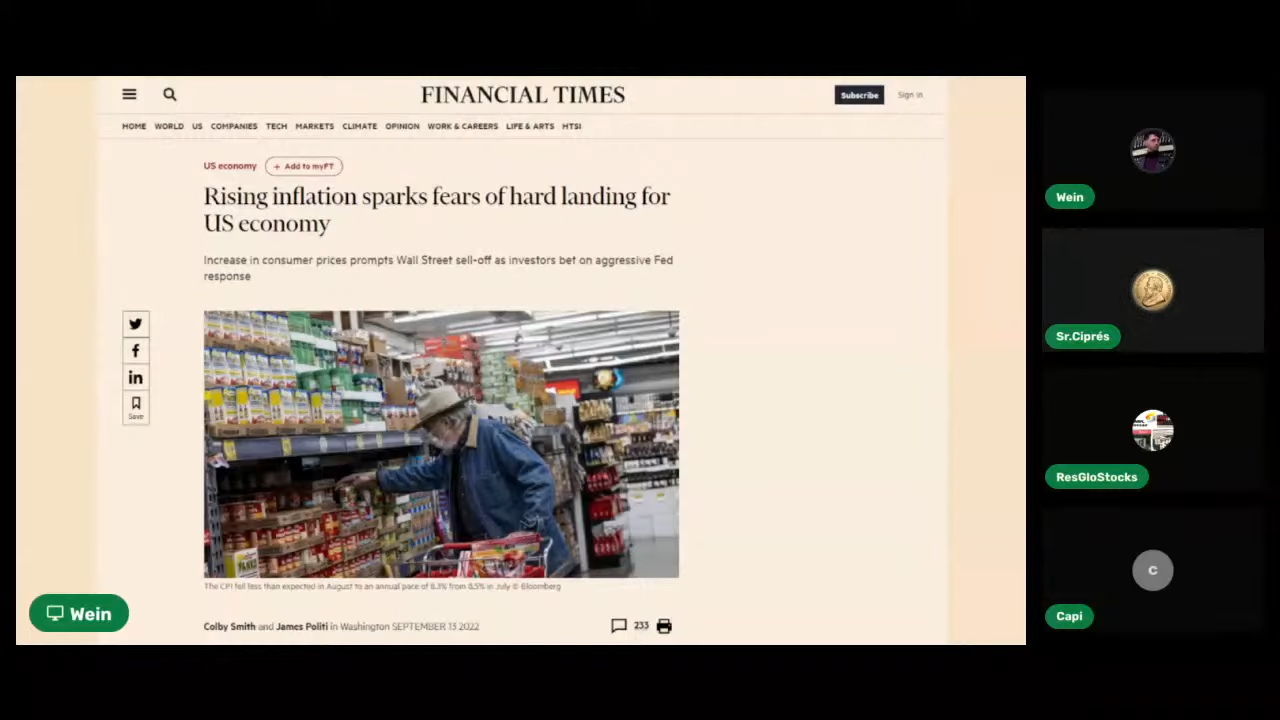 FINANCIAL TIMES
Subscribe
Sign In
HOME WORLD US COMPANIES TECH MARKETS CLIMATE OPINION WORK & CAREERS LIFE & ARTS HTSI
US economy
+ Add to myFT
Rising inflation sparks fears of hard landing for
US economy
Increase in consumer prices prompts Wall Street sell-off as investors bet on aggressive Fed
response
Save
The CPI fell less than expected in August to an annual pace of 8.3% from 8.5% in July © Bloomberg
Colby Smith and James Politi in Washington SEPTEMBER 13 2022
233
Wein
Wein
Sr.Ciprés
ResGloStocks
C
Capi